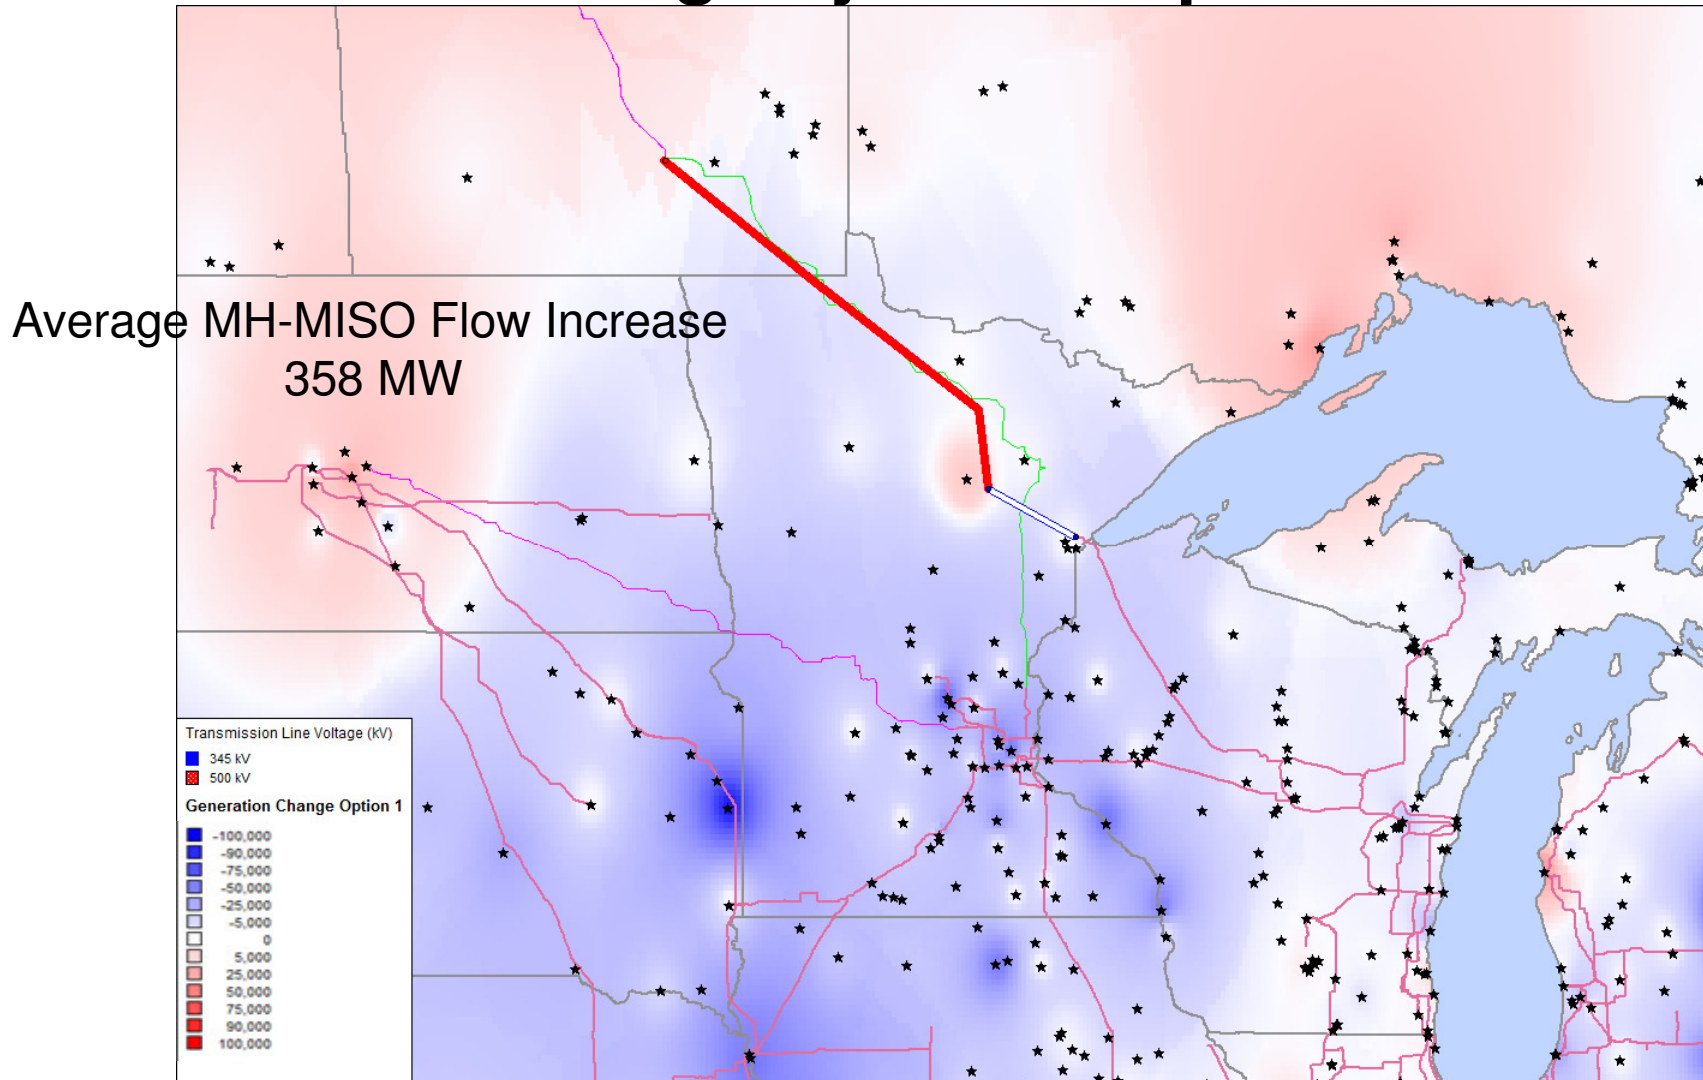 Average MH-MISO Flow Increase
358 MW
Transmission Line Voltage (kV)
345 kV
500 kV
Generation Change Option 1
-100,000
-90,000
-75,000
-50,000
-25,000
-5,000
0
5,000
25,000
50,000
75,000
90,000
100,000